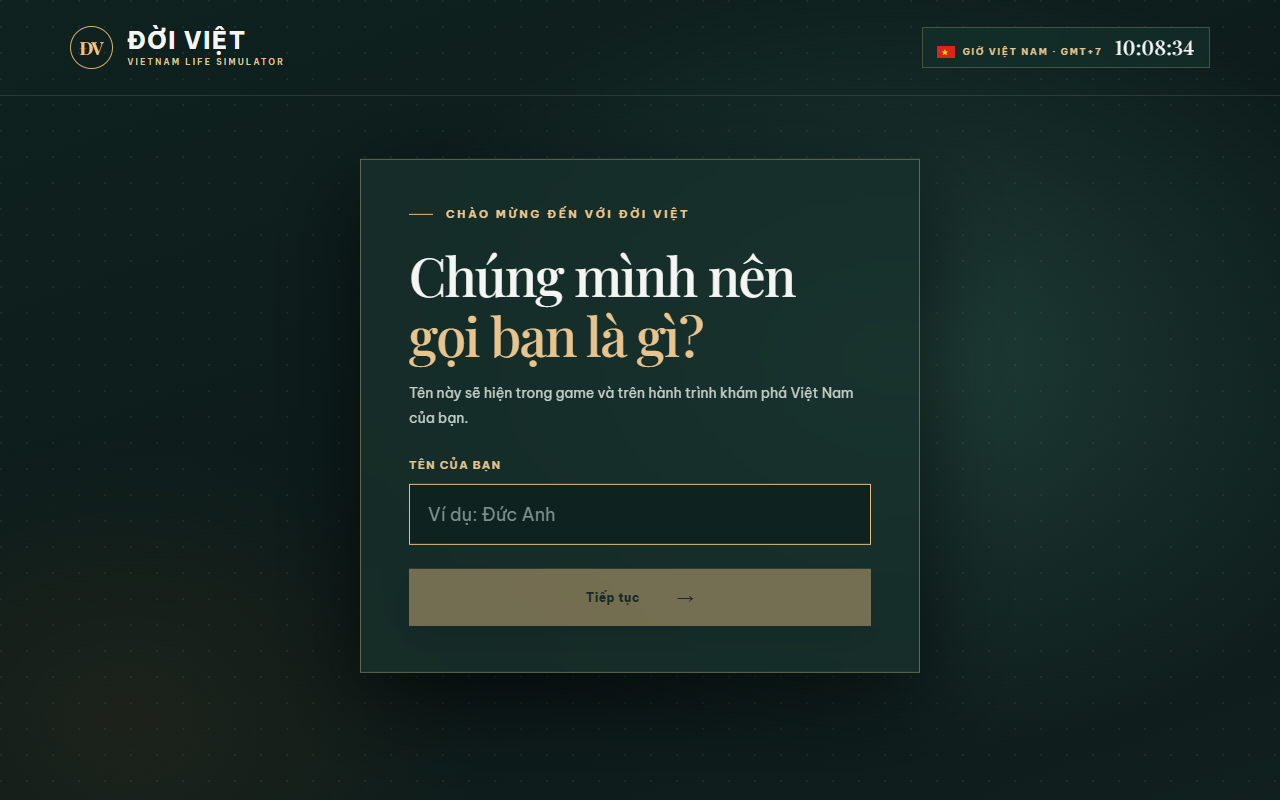 ĐV
ĐỜI VIỆT
VIETNAM LIFE SIMULATOR
GIỜ VIỆT NAM · GMT+7 10:08:34
CHÀO MỪNG ĐẾN VỚI ĐỜI VIỆT
Chúng mình nên
gọi bạn là gì?
Tên này sẽ hiện trong game và trên hành trình khám phá Việt Nam
của bạn.
TÊN CỦA BẠN
Ví dụ: Đức Anh
Tiếp tục →